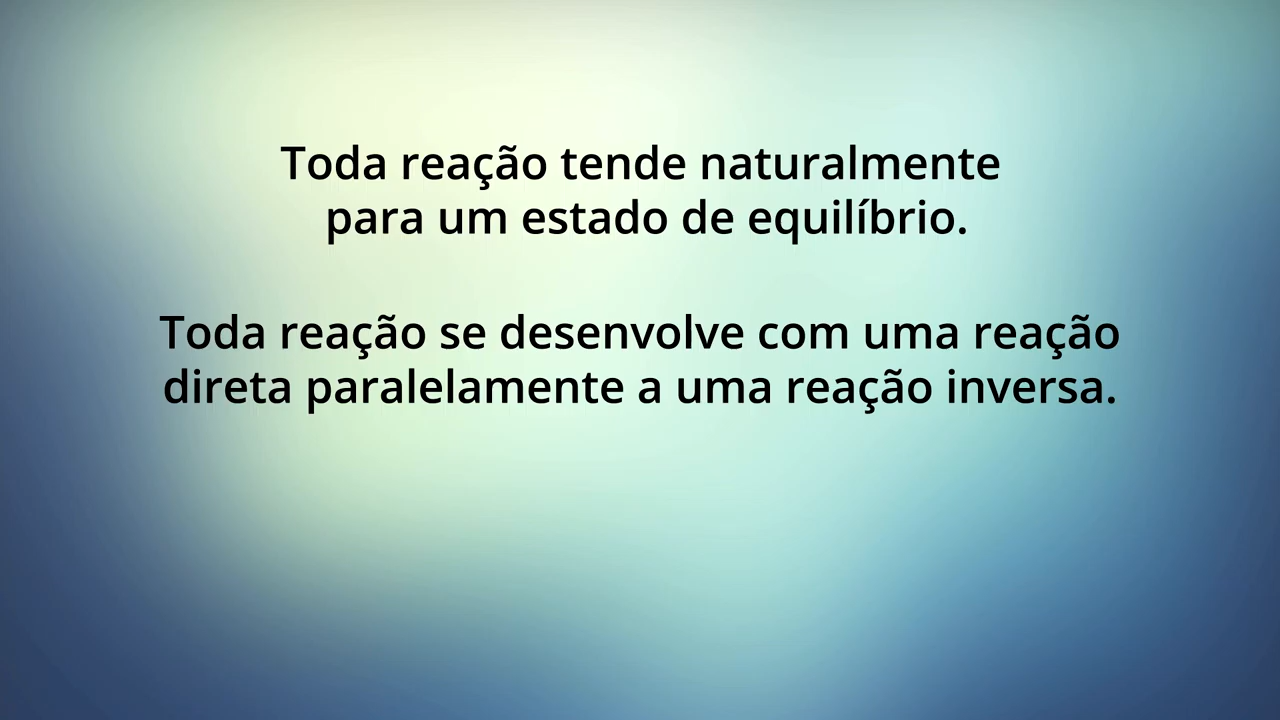 Toda reação tende naturalmente
para um estado de equilíbrio.
Toda reação se desenvolve com uma reação
direta paralelamente a uma reação inversa.